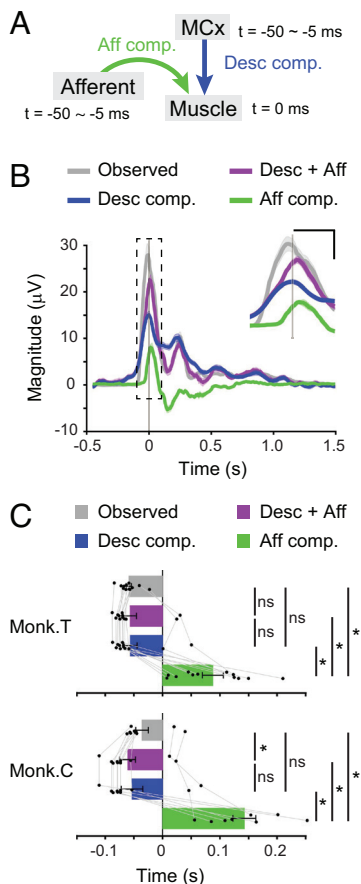 A
MCx
t = -50 ~ -5 ms
Aff comp.
Desc comp.
Afferent
t = -50 ~ -5 ms
Muscle
t = 0 ms
B
Observed
Desc + Aff
Desc comp.
Aff comp.
30
20
10
0
-10
Magnitude (μV)
-0.5
0
0.5
1.0
1.5
Time (s)
C
Observed
Desc + Aff
Desc comp.
Aff comp.
Monk.T
ns
ns
ns
*
*
*
Monk.C
*
ns
ns
*
*
*
-0.1
0
0.1
0.2
Time (s)